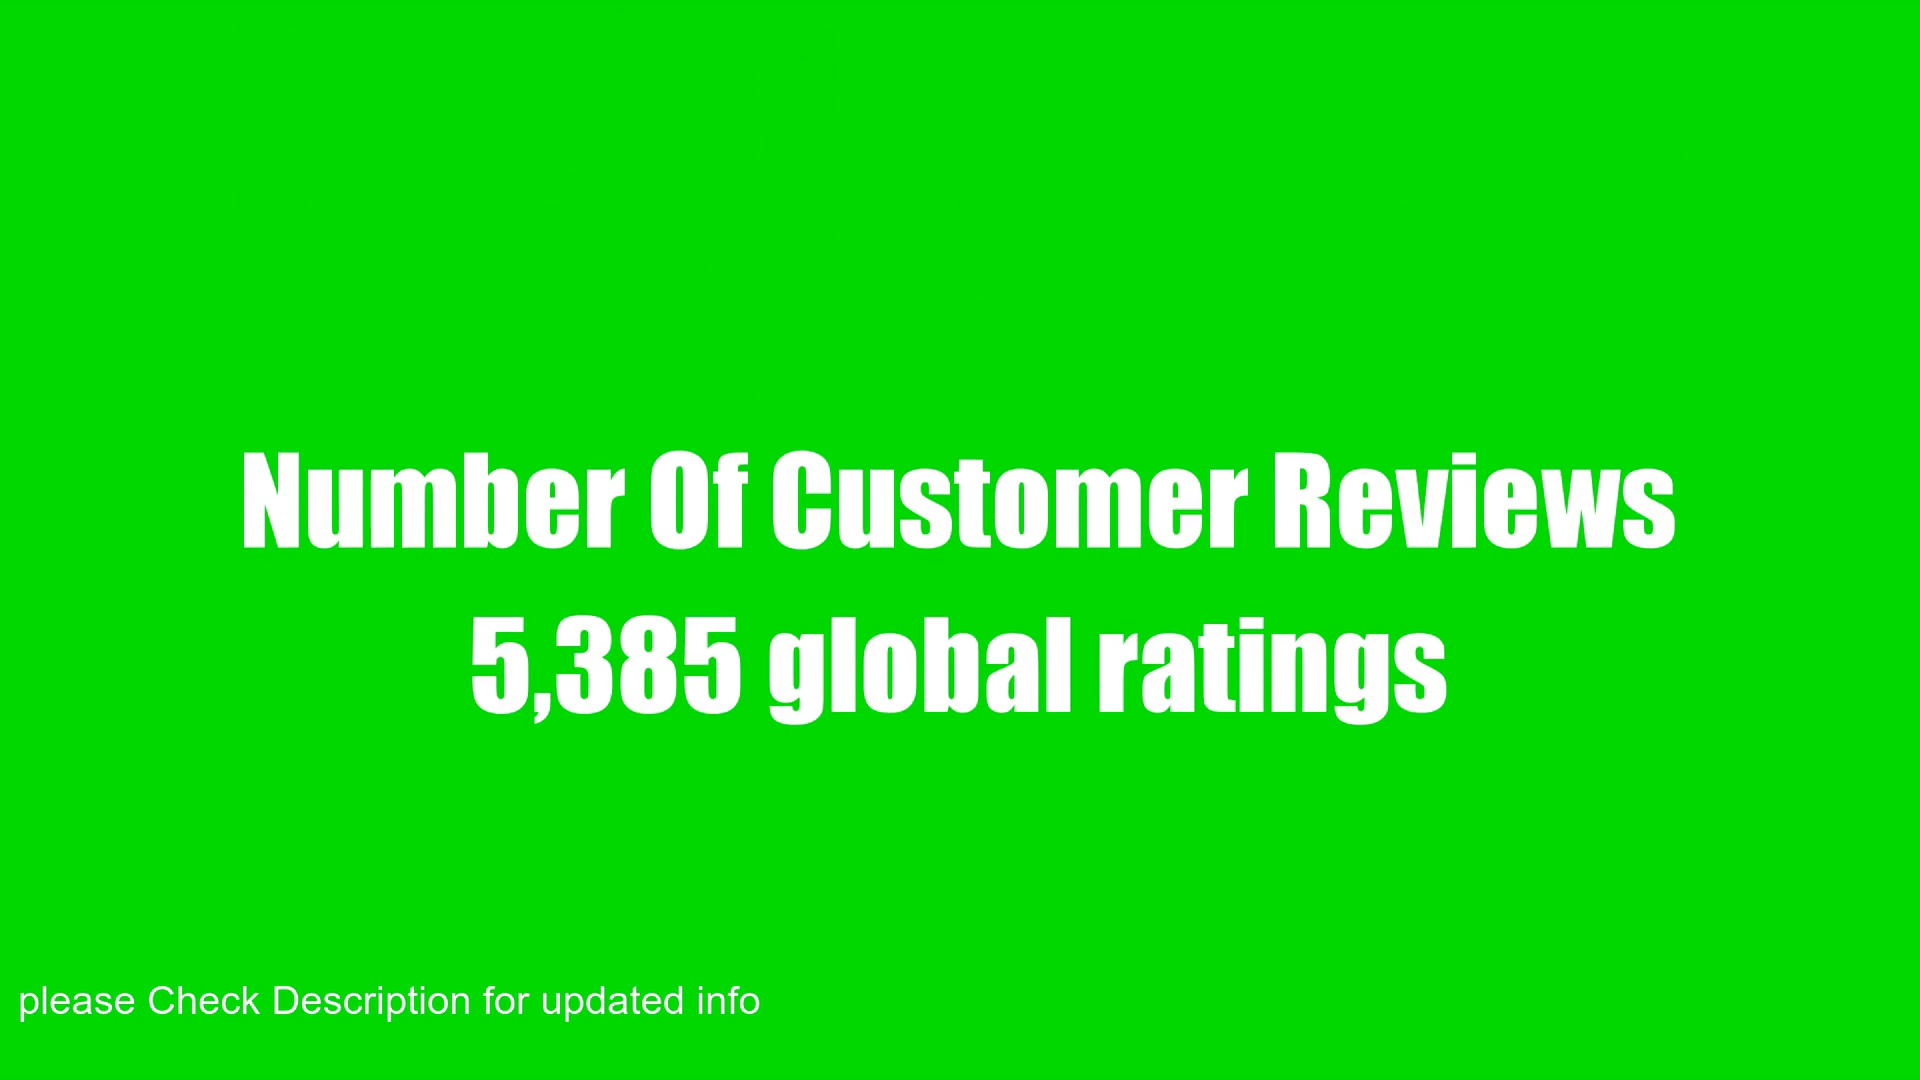 Number Of Customer Reviews
5,385 global ratings
please Check Description for updated info